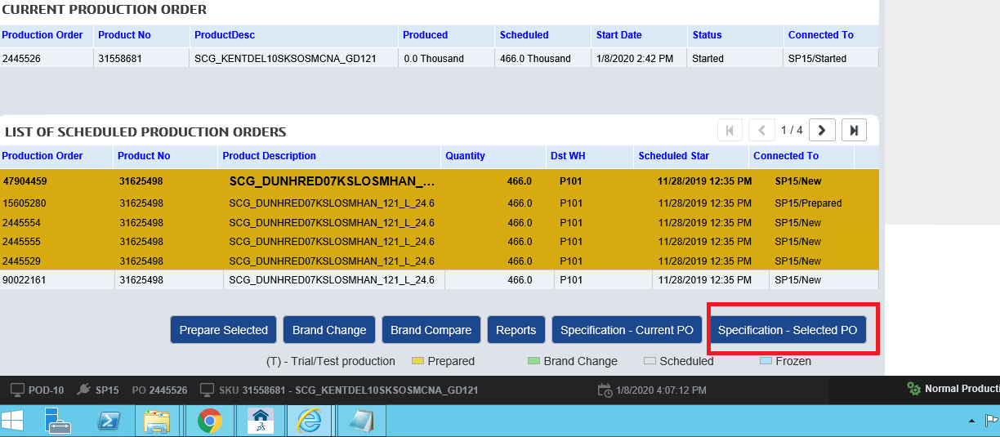 CURRENT PRODUCTION ORDER
Production Order Product No ProductDesc Produced Scheduled Start Date Status Connected To
2445526 31558681 SCG_KENTDEL10SKSOSMCNA_GD121 0.0 Thousand 466.0 Thousand 1/8/2020 2:42 PM Started SP15/Started
LIST OF SCHEDULED PRODUCTION ORDERS 1 / 4
Production Order Product No Product Description Quantity Dst WH Scheduled Star Connected To
47904459 31625498 SCG_DUNHRED07KSLOSMHAN_... 466.0 P101 11/28/2019 12:35 PM SP15/New
15605280 31625498 SCG_DUNHRED07KSLOSMHAN_121_L_24.6 466.0 P101 11/28/2019 12:35 PM SP15/Prepared
2445554 31625498 SCG_DUNHRED07KSLOSMHAN_121_L_24.6 466.0 P101 11/28/2019 12:35 PM SP15/New
2445555 31625498 SCG_DUNHRED07KSLOSMHAN_121_L_24.6 466.0 P101 11/28/2019 12:35 PM SP15/New
2445529 31625498 SCG_DUNHRED07KSLOSMHAN_121_L_24.6 466.0 P101 11/28/2019 12:35 PM SP15/New
90022161 31625498 SCG_DUNHRED07KSLOSMHAN_121_L_24.6 466.0 P101 11/28/2019 12:35 PM SP15/New
Prepare Selected Brand Change Brand Compare Reports Specification - Current PO Specification - Selected PO
(T) - Trial/Test production Prepared Brand Change Scheduled Frozen
POD-10 SP15 PO 2445526 SKU 31558681 - SCG_KENTDEL10SKSOSMCNA_GD121 1/8/2020 4:07:12 PM Normal Producti